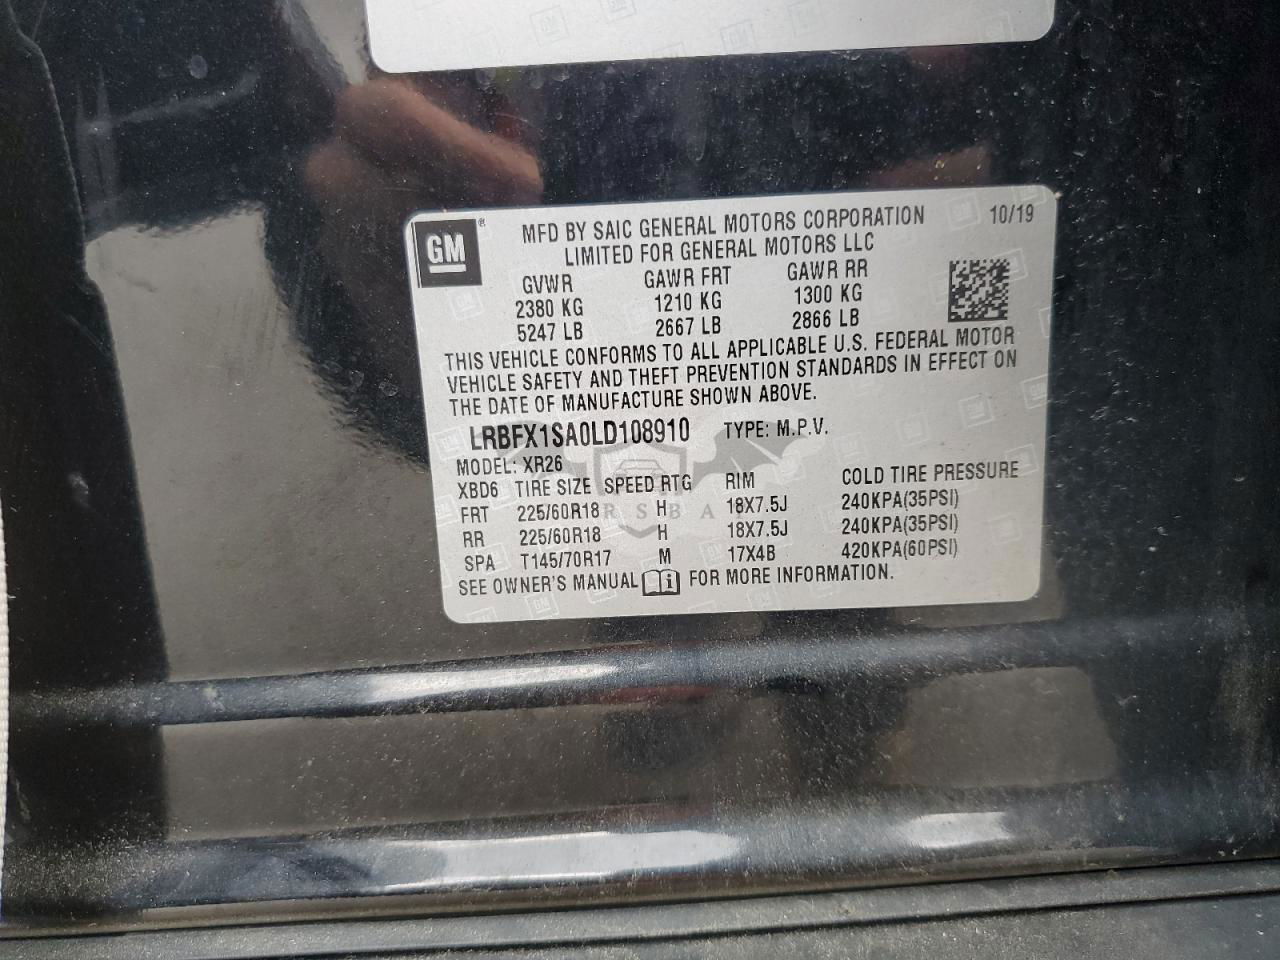 GM ® MFD BY SAIC GENERAL MOTORS CORPORATION 10/19
LIMITED FOR GENERAL MOTORS LLC
GVWR GAWR FRT GAWR RR
2380 KG 1210 KG 1300 KG
5247 LB 2667 LB 2866 LB
THIS VEHICLE CONFORMS TO ALL APPLICABLE U.S. FEDERAL MOTOR
VEHICLE SAFETY AND THEFT PREVENTION STANDARDS IN EFFECT ON
THE DATE OF MANUFACTURE SHOWN ABOVE.
LRBFX1SA0LD108910 TYPE: M.P.V.
MODEL: XR26
XBD6 TIRE SIZE SPEED RTG RIM COLD TIRE PRESSURE
FRT 225/60R18 H 18X7.5J 240KPA(35PSI)
RR 225/60R18 H 18X7.5J 240KPA(35PSI)
SPA T145/70R17 M 17X4B 420KPA(60PSI)
SEE OWNER'S MANUAL i FOR MORE INFORMATION.